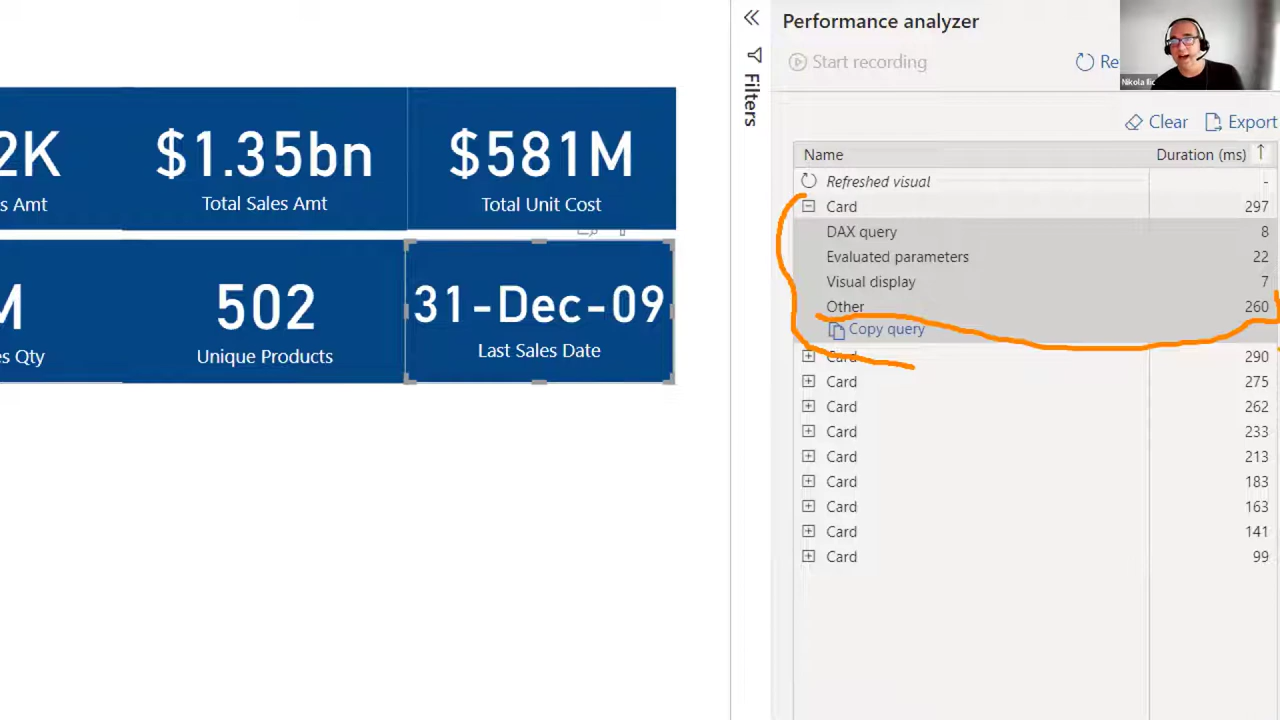 Performance analyzer
Start recording
Re
Nikola Ilic
Filters
Clear
Export
Name Duration (ms)
Refreshed visual -
Card 297
DAX query 8
Evaluated parameters 22
Visual display 7
Other 260
Copy query
Card 290
Card 275
Card 262
Card 233
Card 213
Card 183
Card 163
Card 141
Card 99
2K
$1.35bn
$581M
s Amt
Total Sales Amt
Total Unit Cost
M
502
31-Dec-09
es Qty
Unique Products
Last Sales Date